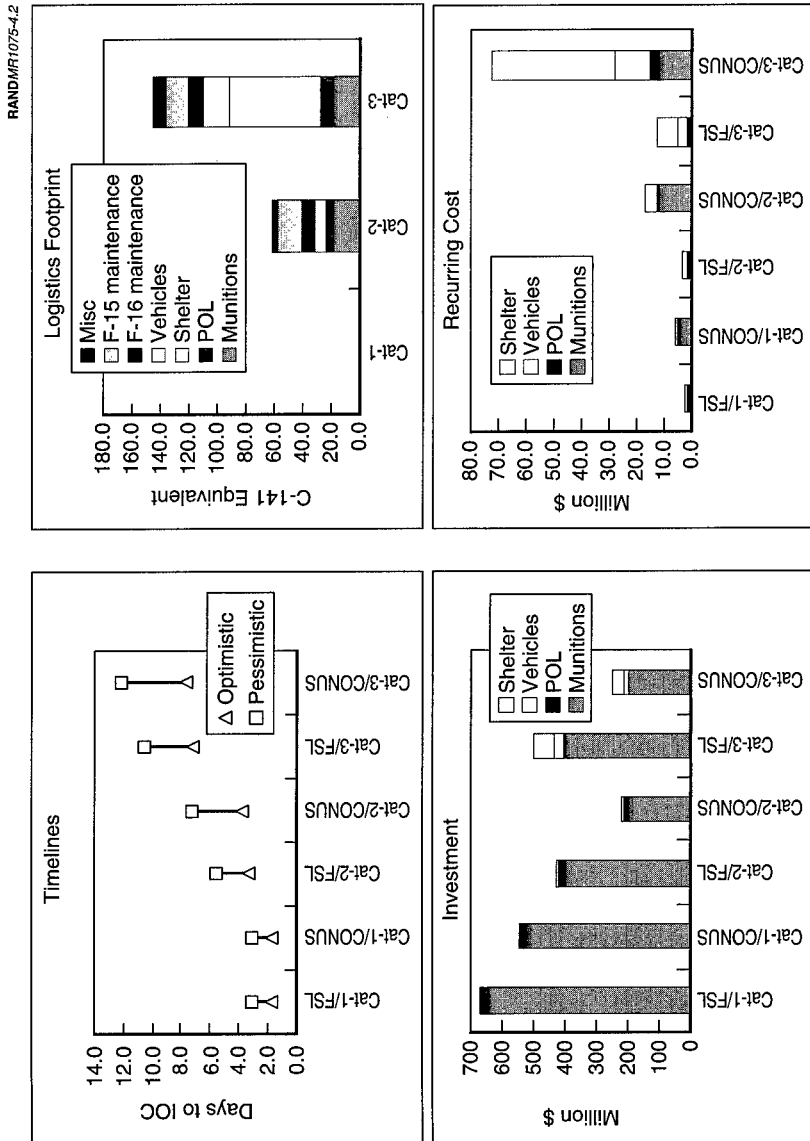 RANDMR1075-4.2
Timelines
14.0
12.0
10.0
8.0
6.0
4.0
2.0
0.0
Days to IOC
Optimistic
Pessimistic
Cat-1/FSL
Cat-1/CONUS
Cat-2/FSL
Cat-2/CONUS
Cat-3/FSL
Cat-3/CONUS
Logistics Footprint
180.0
160.0
140.0
120.0
100.0
80.0
60.0
40.0
20.0
0.0
C-141 Equivalent
Misc
F-15 maintenance
F-16 maintenance
Vehicles
Shelter
POL
Munitions
Cat-1
Cat-2
Cat-3
Investment
700
600
500
400
300
200
100
0
Million $
Shelter
Vehicles
POL
Munitions
Cat-1/FSL
Cat-1/CONUS
Cat-2/FSL
Cat-2/CONUS
Cat-3/FSL
Cat-3/CONUS
Recurring Cost
80.0
70.0
60.0
50.0
40.0
30.0
20.0
10.0
0.0
Million $
Shelter
Vehicles
POL
Munitions
Cat-1/FSL
Cat-1/CONUS
Cat-2/FSL
Cat-2/CONUS
Cat-3/FSL
Cat-3/CONUS